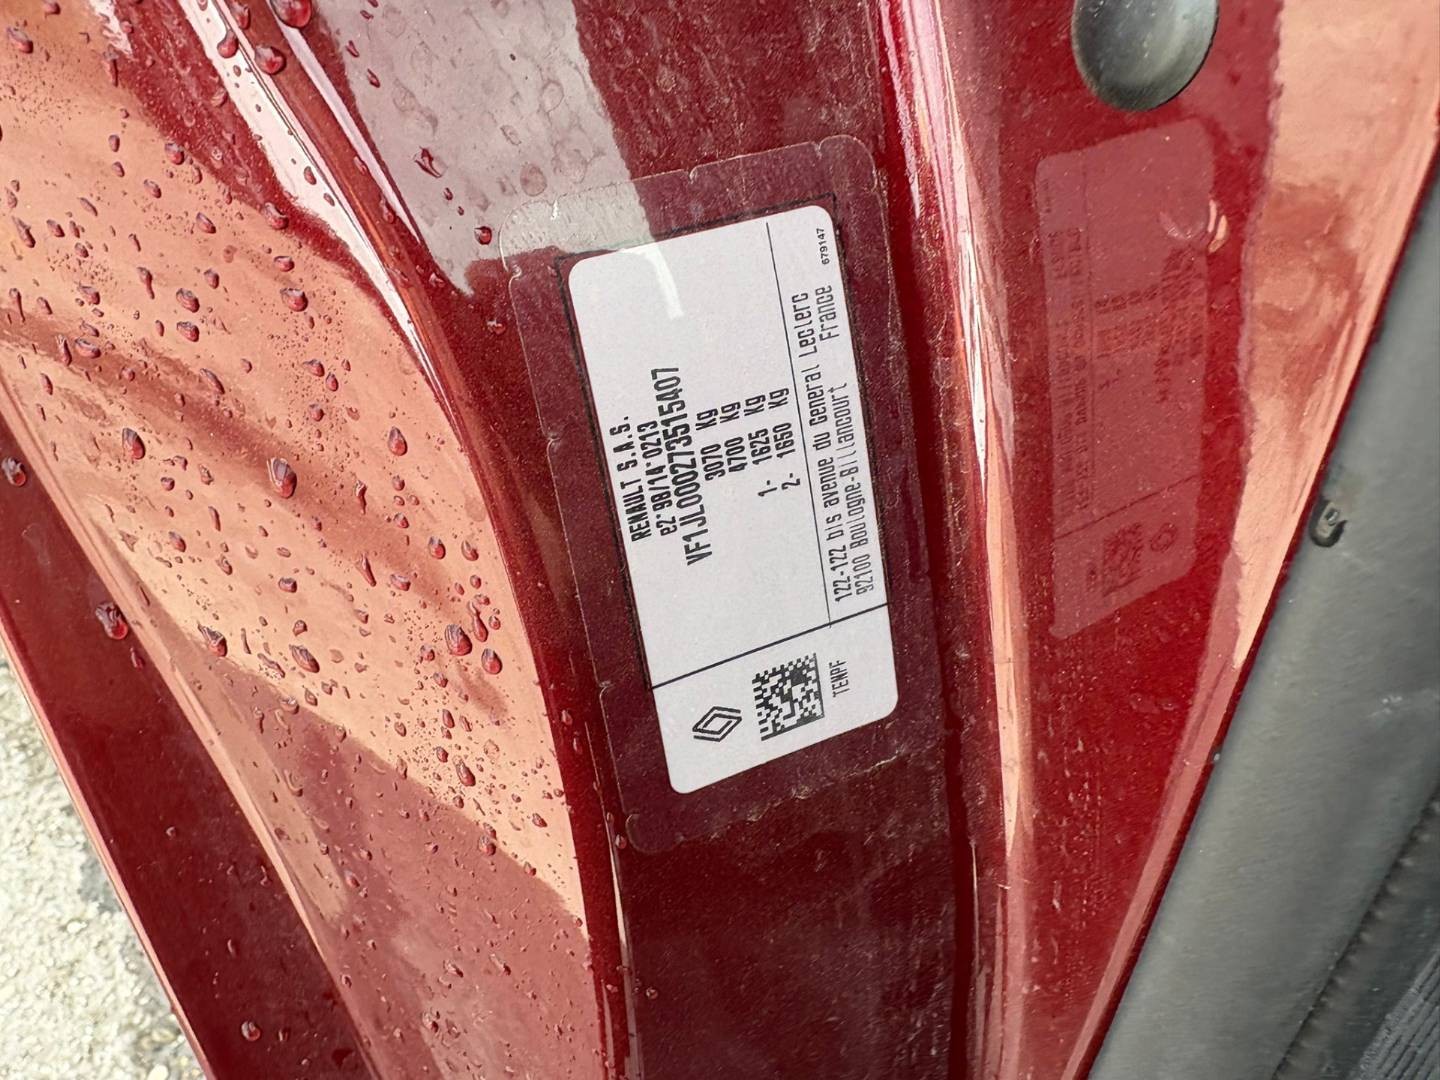 RENAULT S.A.S.
e2*98/14*0213
VF1JL000273515407
3070 Kg
4700 Kg
1- 1625 Kg
2- 1650 Kg
122-122 bis avenue du General Leclerc
92100 Boulogne-Billancourt France
679147
TEWPF